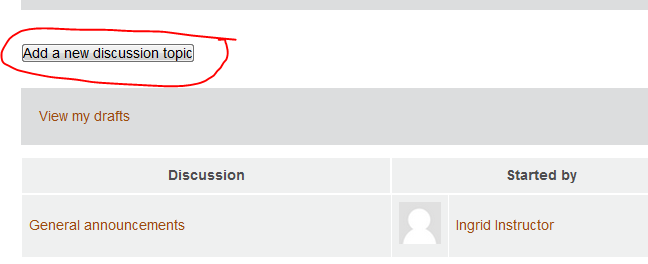 Add a new discussion topic
View my drafts
Discussion Started by
General announcements Ingrid Instructor